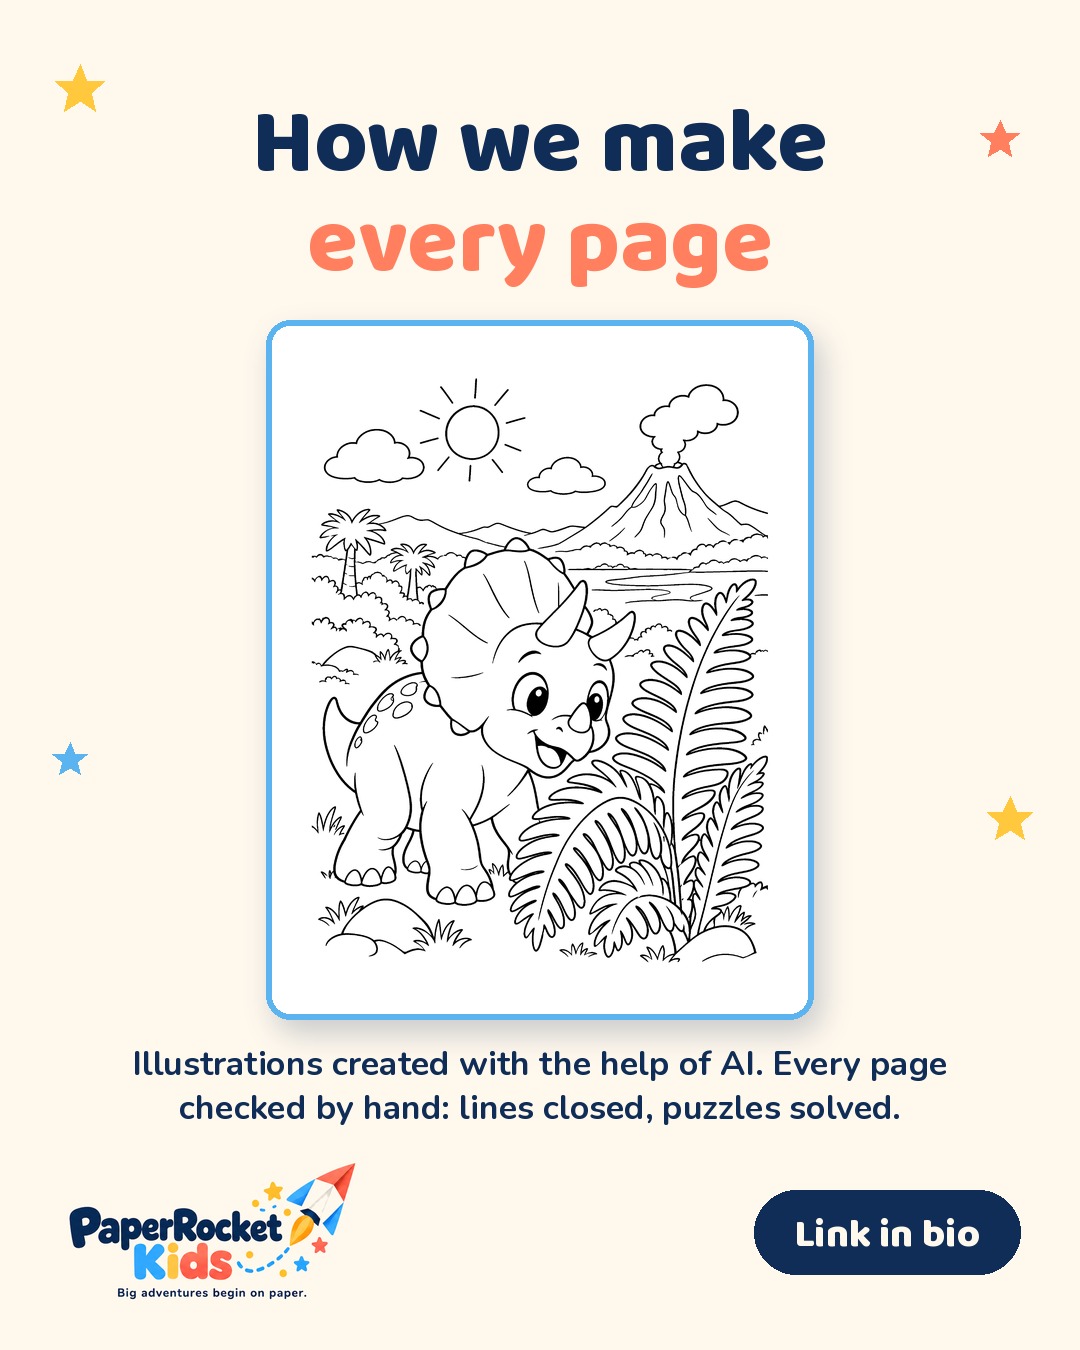 How we make
every page
Illustrations created with the help of AI. Every page
checked by hand: lines closed, puzzles solved.
PaperRocket
Kids
Big adventures begin on paper.
Link in bio